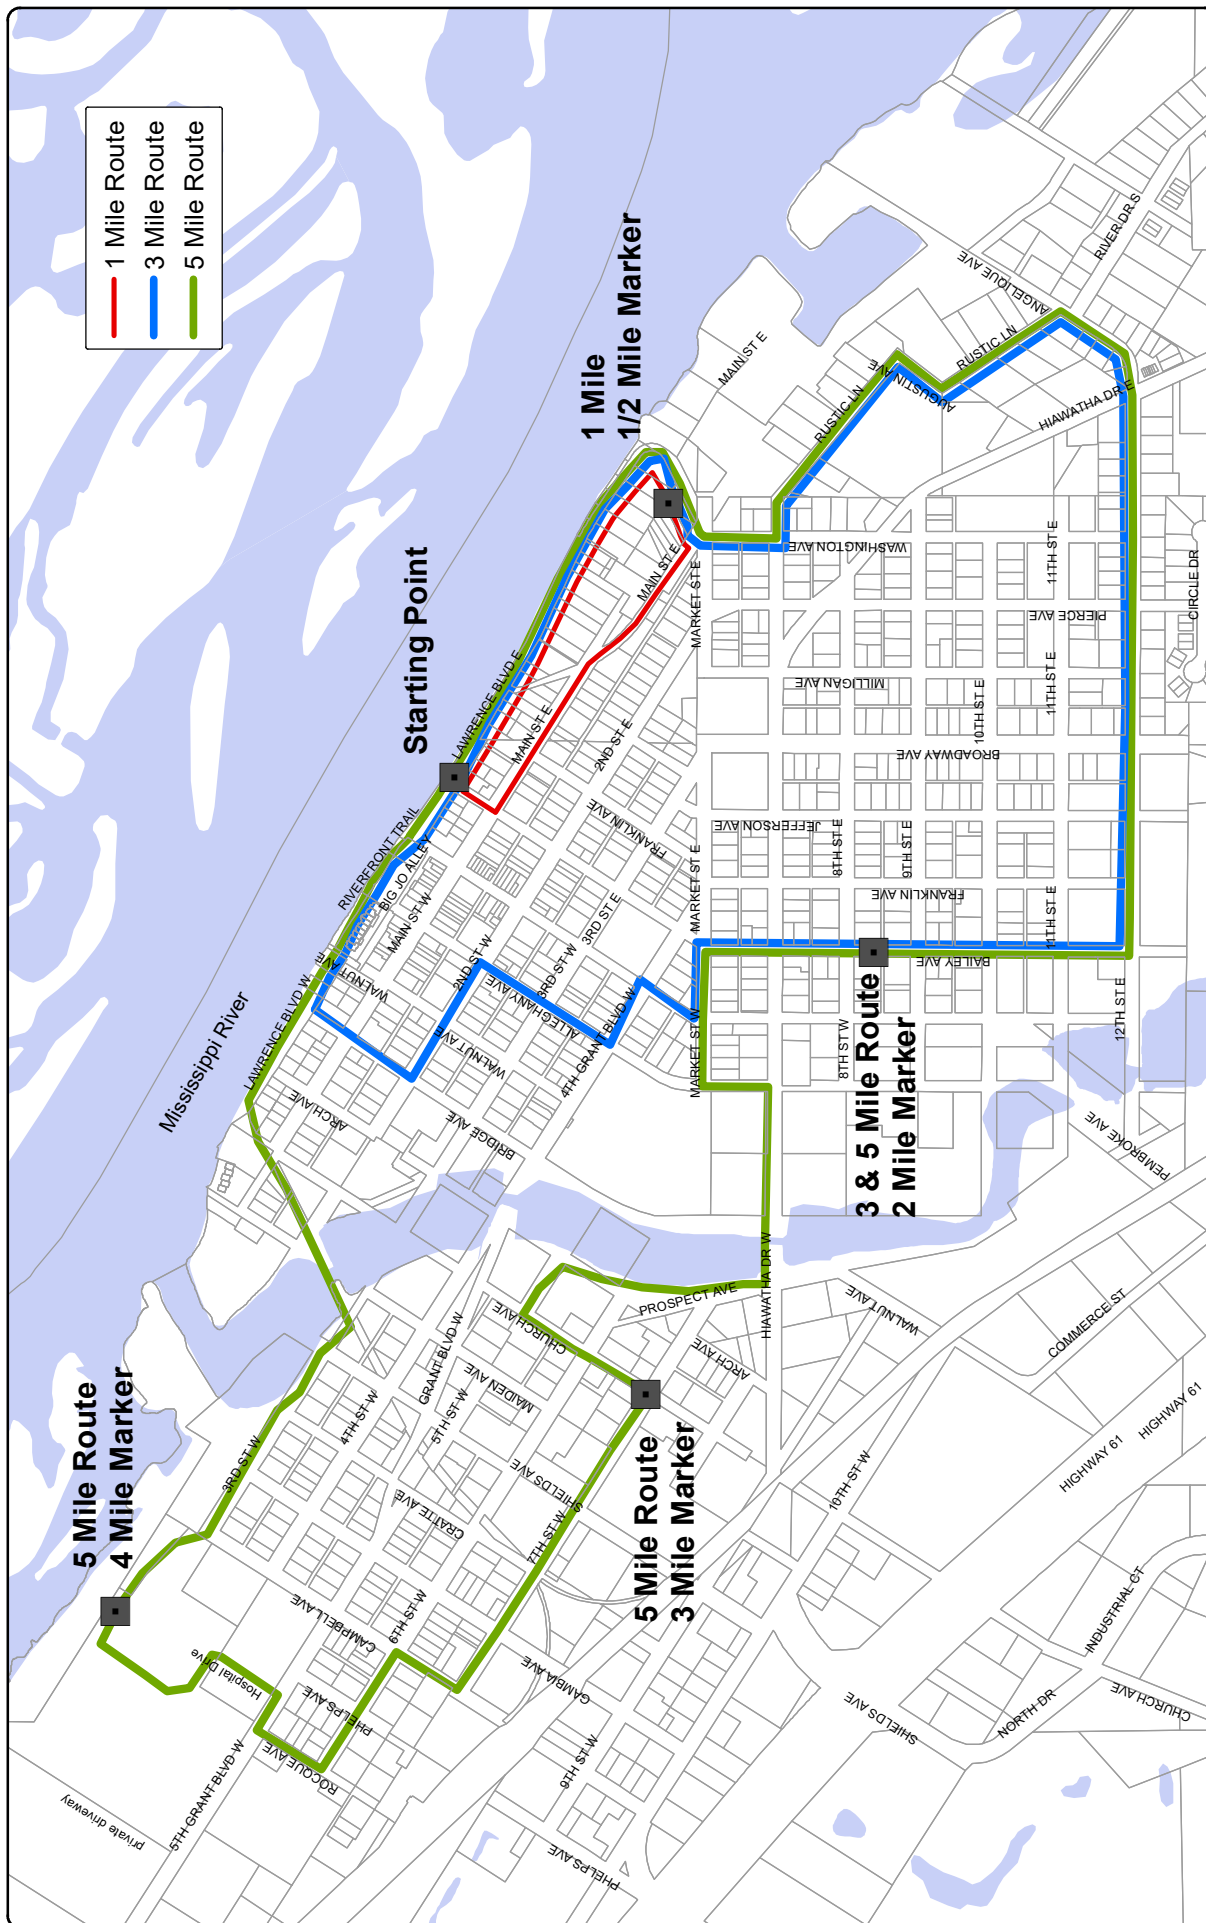 1 Mile Route
3 Mile Route
5 Mile Route
Mississippi River
Starting Point
1 Mile
1/2 Mile Marker
3 & 5 Mile Route
2 Mile Marker
5 Mile Route
3 Mile Marker
5 Mile Route
4 Mile Marker
LAWRENCE BLVD E
RIVERFRONT TRAIL
BIG JO ALLEY
LAWRENCE BLVD W
MAIN ST W
MAIN ST E
MAIN ST E
MAIN ST E
2ND ST E
2ND ST W
3RD ST E
3RD ST W
4TH GRANT BLVD W
WALNUT AVE
WALNUT AVE
ALLEGHANY AVE
BRIDGE AVE
ARCH AVE
FRANKLIN AVE
MARKET ST E
MARKET ST E
MARKET ST W
JEFFERSON AVE
WASHINGTON AVE
MILLIGAN AVE
PIERCE AVE
BROADWAY AVE
FRANKLIN AVE
BAILEY AVE
8TH ST E
9TH ST E
10TH ST E
11TH ST E
11TH ST E
11TH ST E
12TH ST E
8TH ST W
RUSTIC LN
RUSTIC LN
AUGUSTIN AVE
ANGELIQUE AVE
RIVER DR S
HIAWATHA DR E
CIRCLE DR
PEMBROKE AVE
HIAWATHA DR W
PROSPECT AVE
WALNUT AVE
COMMERCE ST
HIGHWAY 61
HIGHWAY 61
ARCH AVE
CHURCH AVE
MAIDEN AVE
GRANT BLVD W
5TH ST W
4TH ST W
3RD ST W
SHIELDS AVE
CRATTE AVE
7TH ST W
CAMPBELL AVE
6TH ST W
PHELPS AVE
Hospital Drive
ROCQUE AVE
5TH GRANT BLVD W
private driveway
GAMBIA AVE
9TH ST W
10TH ST W
PHELPS AVE
SHIELDS AVE
NORTH DR
INDUSTRIAL CT
CHURCH AVE